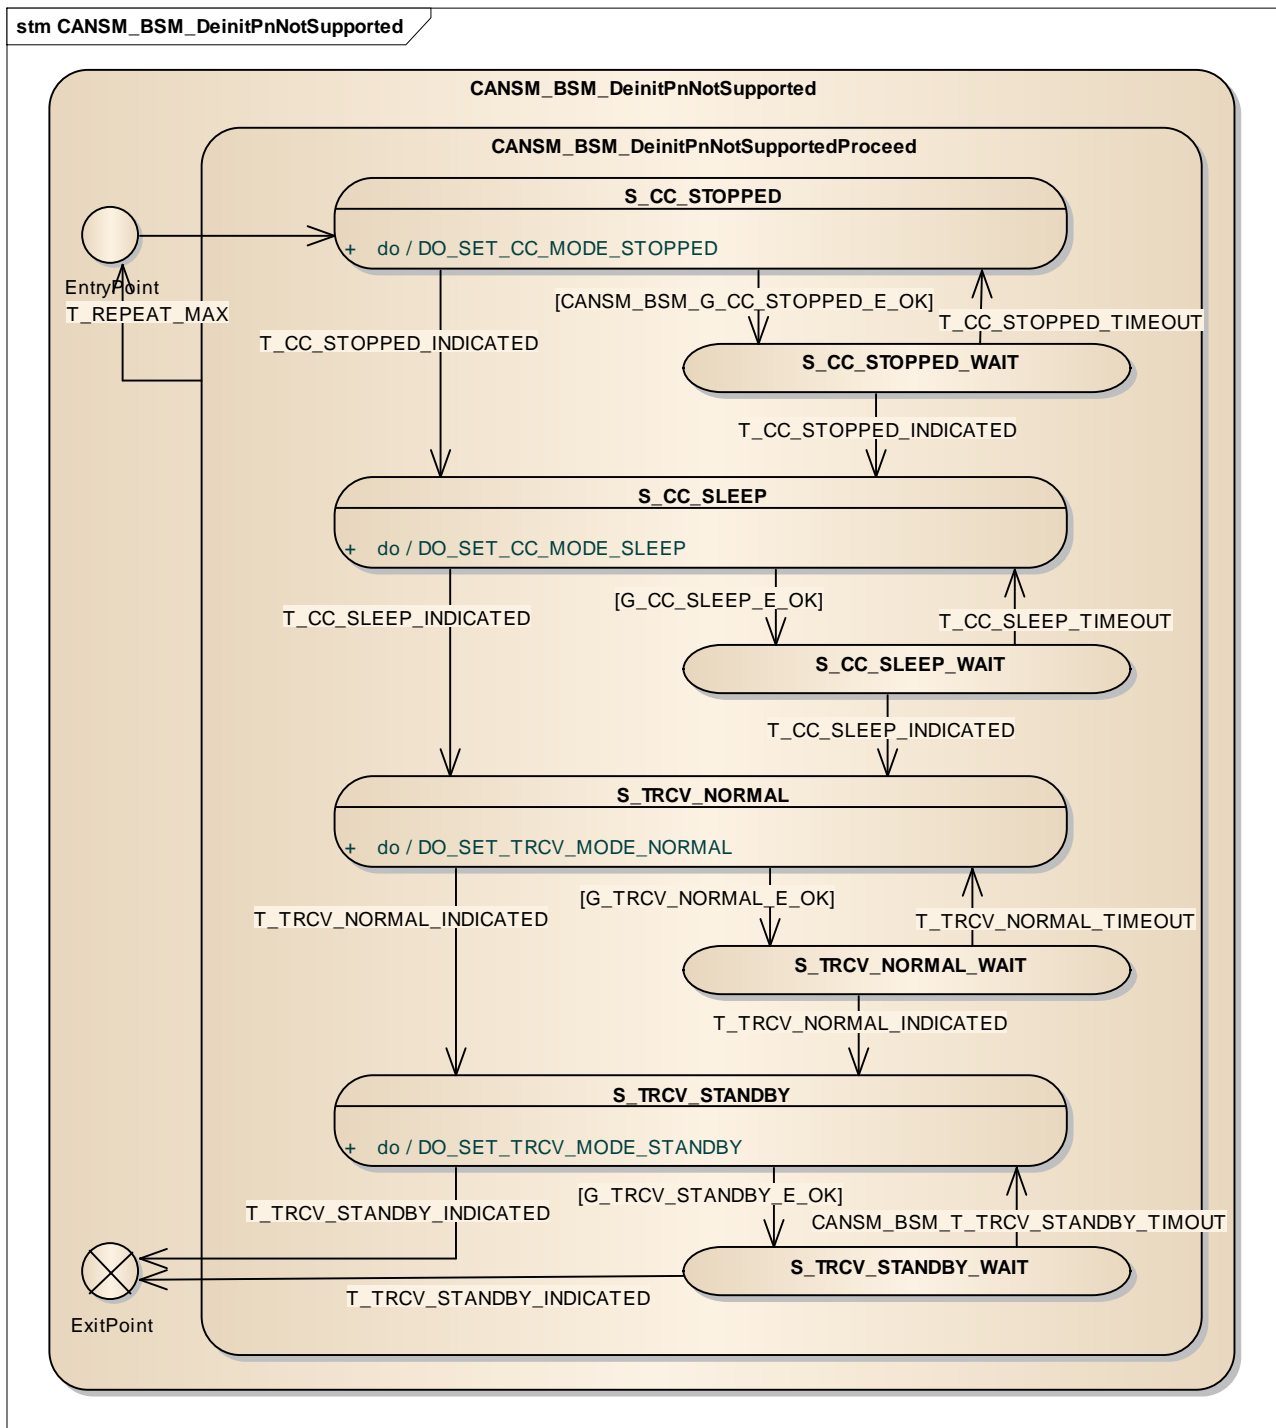 stm CANSM_BSM_DeinitPnNotSupported
CANSM_BSM_DeinitPnNotSupported
CANSM_BSM_DeinitPnNotSupportedProceed
S_CC_STOPPED
+ do / DO_SET_CC_MODE_STOPPED
EntryPoint
T_REPEAT_MAX
[CANSM_BSM_G_CC_STOPPED_E_OK]
T_CC_STOPPED_TIMEOUT
T_CC_STOPPED_INDICATED
S_CC_STOPPED_WAIT
T_CC_STOPPED_INDICATED
S_CC_SLEEP
+ do / DO_SET_CC_MODE_SLEEP
[G_CC_SLEEP_E_OK]
T_CC_SLEEP_INDICATED
T_CC_SLEEP_TIMEOUT
S_CC_SLEEP_WAIT
T_CC_SLEEP_INDICATED
S_TRCV_NORMAL
+ do / DO_SET_TRCV_MODE_NORMAL
[G_TRCV_NORMAL_E_OK]
T_TRCV_NORMAL_INDICATED
T_TRCV_NORMAL_TIMEOUT
S_TRCV_NORMAL_WAIT
T_TRCV_NORMAL_INDICATED
S_TRCV_STANDBY
+ do / DO_SET_TRCV_MODE_STANDBY
[G_TRCV_STANDBY_E_OK]
T_TRCV_STANDBY_INDICATED
CANSM_BSM_T_TRCV_STANDBY_TIMOUT
S_TRCV_STANDBY_WAIT
T_TRCV_STANDBY_INDICATED
ExitPoint